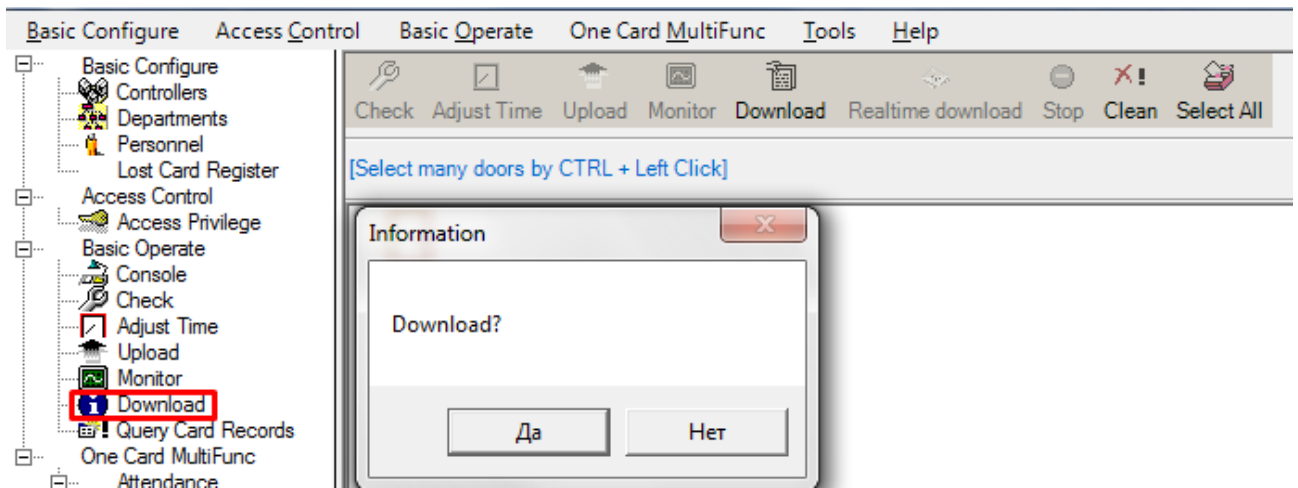 Basic Configure Access Control Basic Operate One Card MultiFunc Tools Help
Basic Configure
Controllers
Departments
Personnel
Lost Card Register
Access Control
Access Privilege
Basic Operate
Console
Check
Adjust Time
Upload
Monitor
Download
Query Card Records
One Card MultiFunc
Attendance
Check Adjust Time Upload Monitor Download Realtime download Stop Clean Select All
[Select many doors by CTRL + Left Click]
Information
Download?
Да Нет